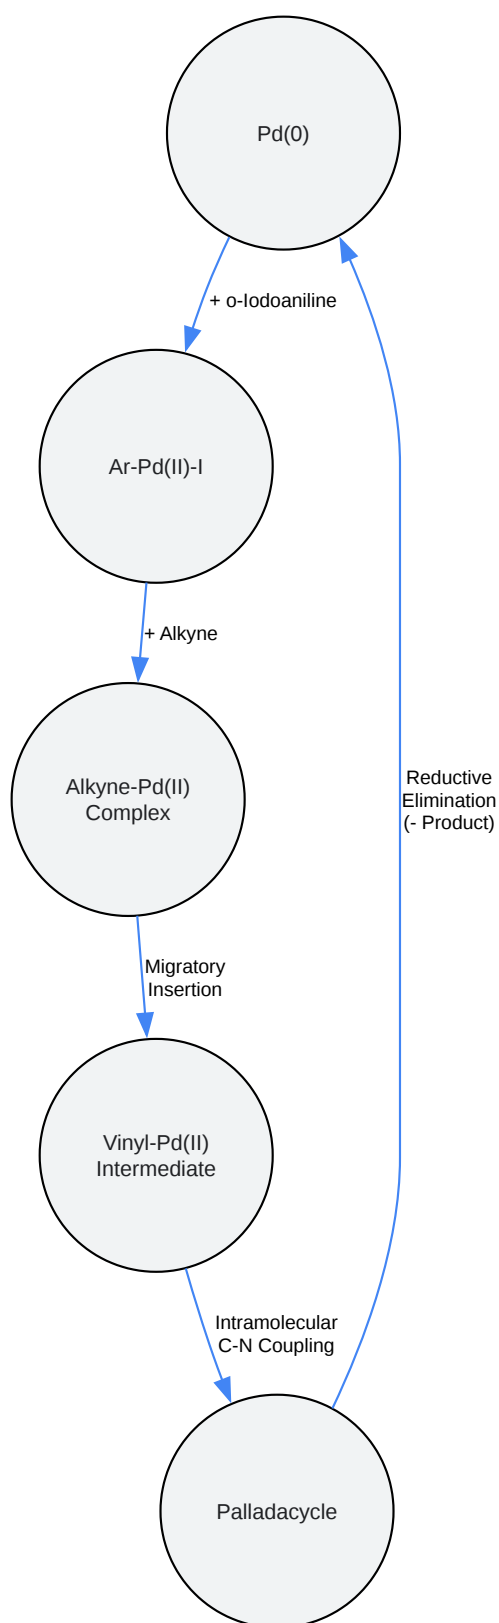 Pd(0)
+ o-Iodoaniline
Ar-Pd(II)-I
+ Alkyne
Alkyne-Pd(II)
Complex
Reductive
Elimination
(- Product)
Migratory
Insertion
Vinyl-Pd(II)
Intermediate
Intramolecular
C-N Coupling
Palladacycle